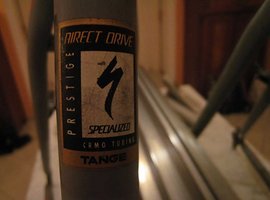 DIRECT DRIVE
PRESTIGE
SPECIALIZED
CRMO TUBING
TANGE